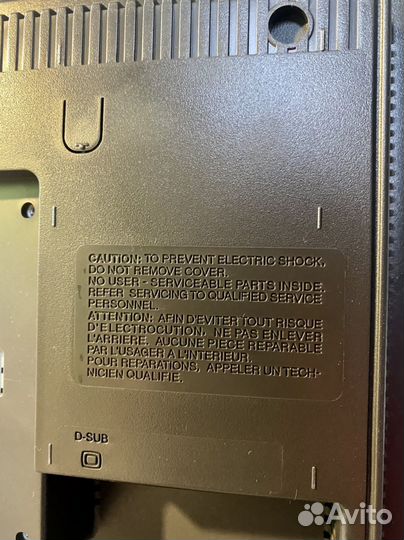 CAUTION: TO PREVENT ELECTRIC SHOCK,
DO NOT REMOVE COVER.
NO USER - SERVICEABLE PARTS INSIDE.
REFER SERVICING TO QUALIFIED SERVICE
PERSONNEL.
ATTENTION: AFIN D'EVITER TOUT RISQUE
D'ELECTROCUTION. NE PAS ENLEVER
L'ARRIERE. AUCUNE PIECE REPARABLE
PAR L'USAGER A L'INTERIEUR.
POUR REPARATIONS, APPELER UN TECH-
NICIEN QUALIFIE.
D-SUB
Avito